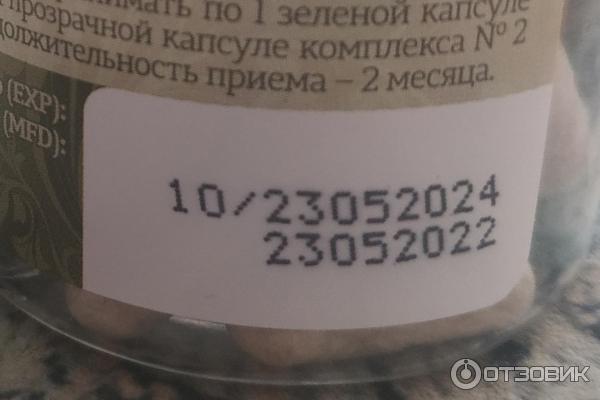 по 1 зеленой капсуле
прозрачной капсуле комплекса № 2
должительность приема – 2 месяца.
(EXP):
(MFD):
10/23052024
23052022
ОТЗОВИК